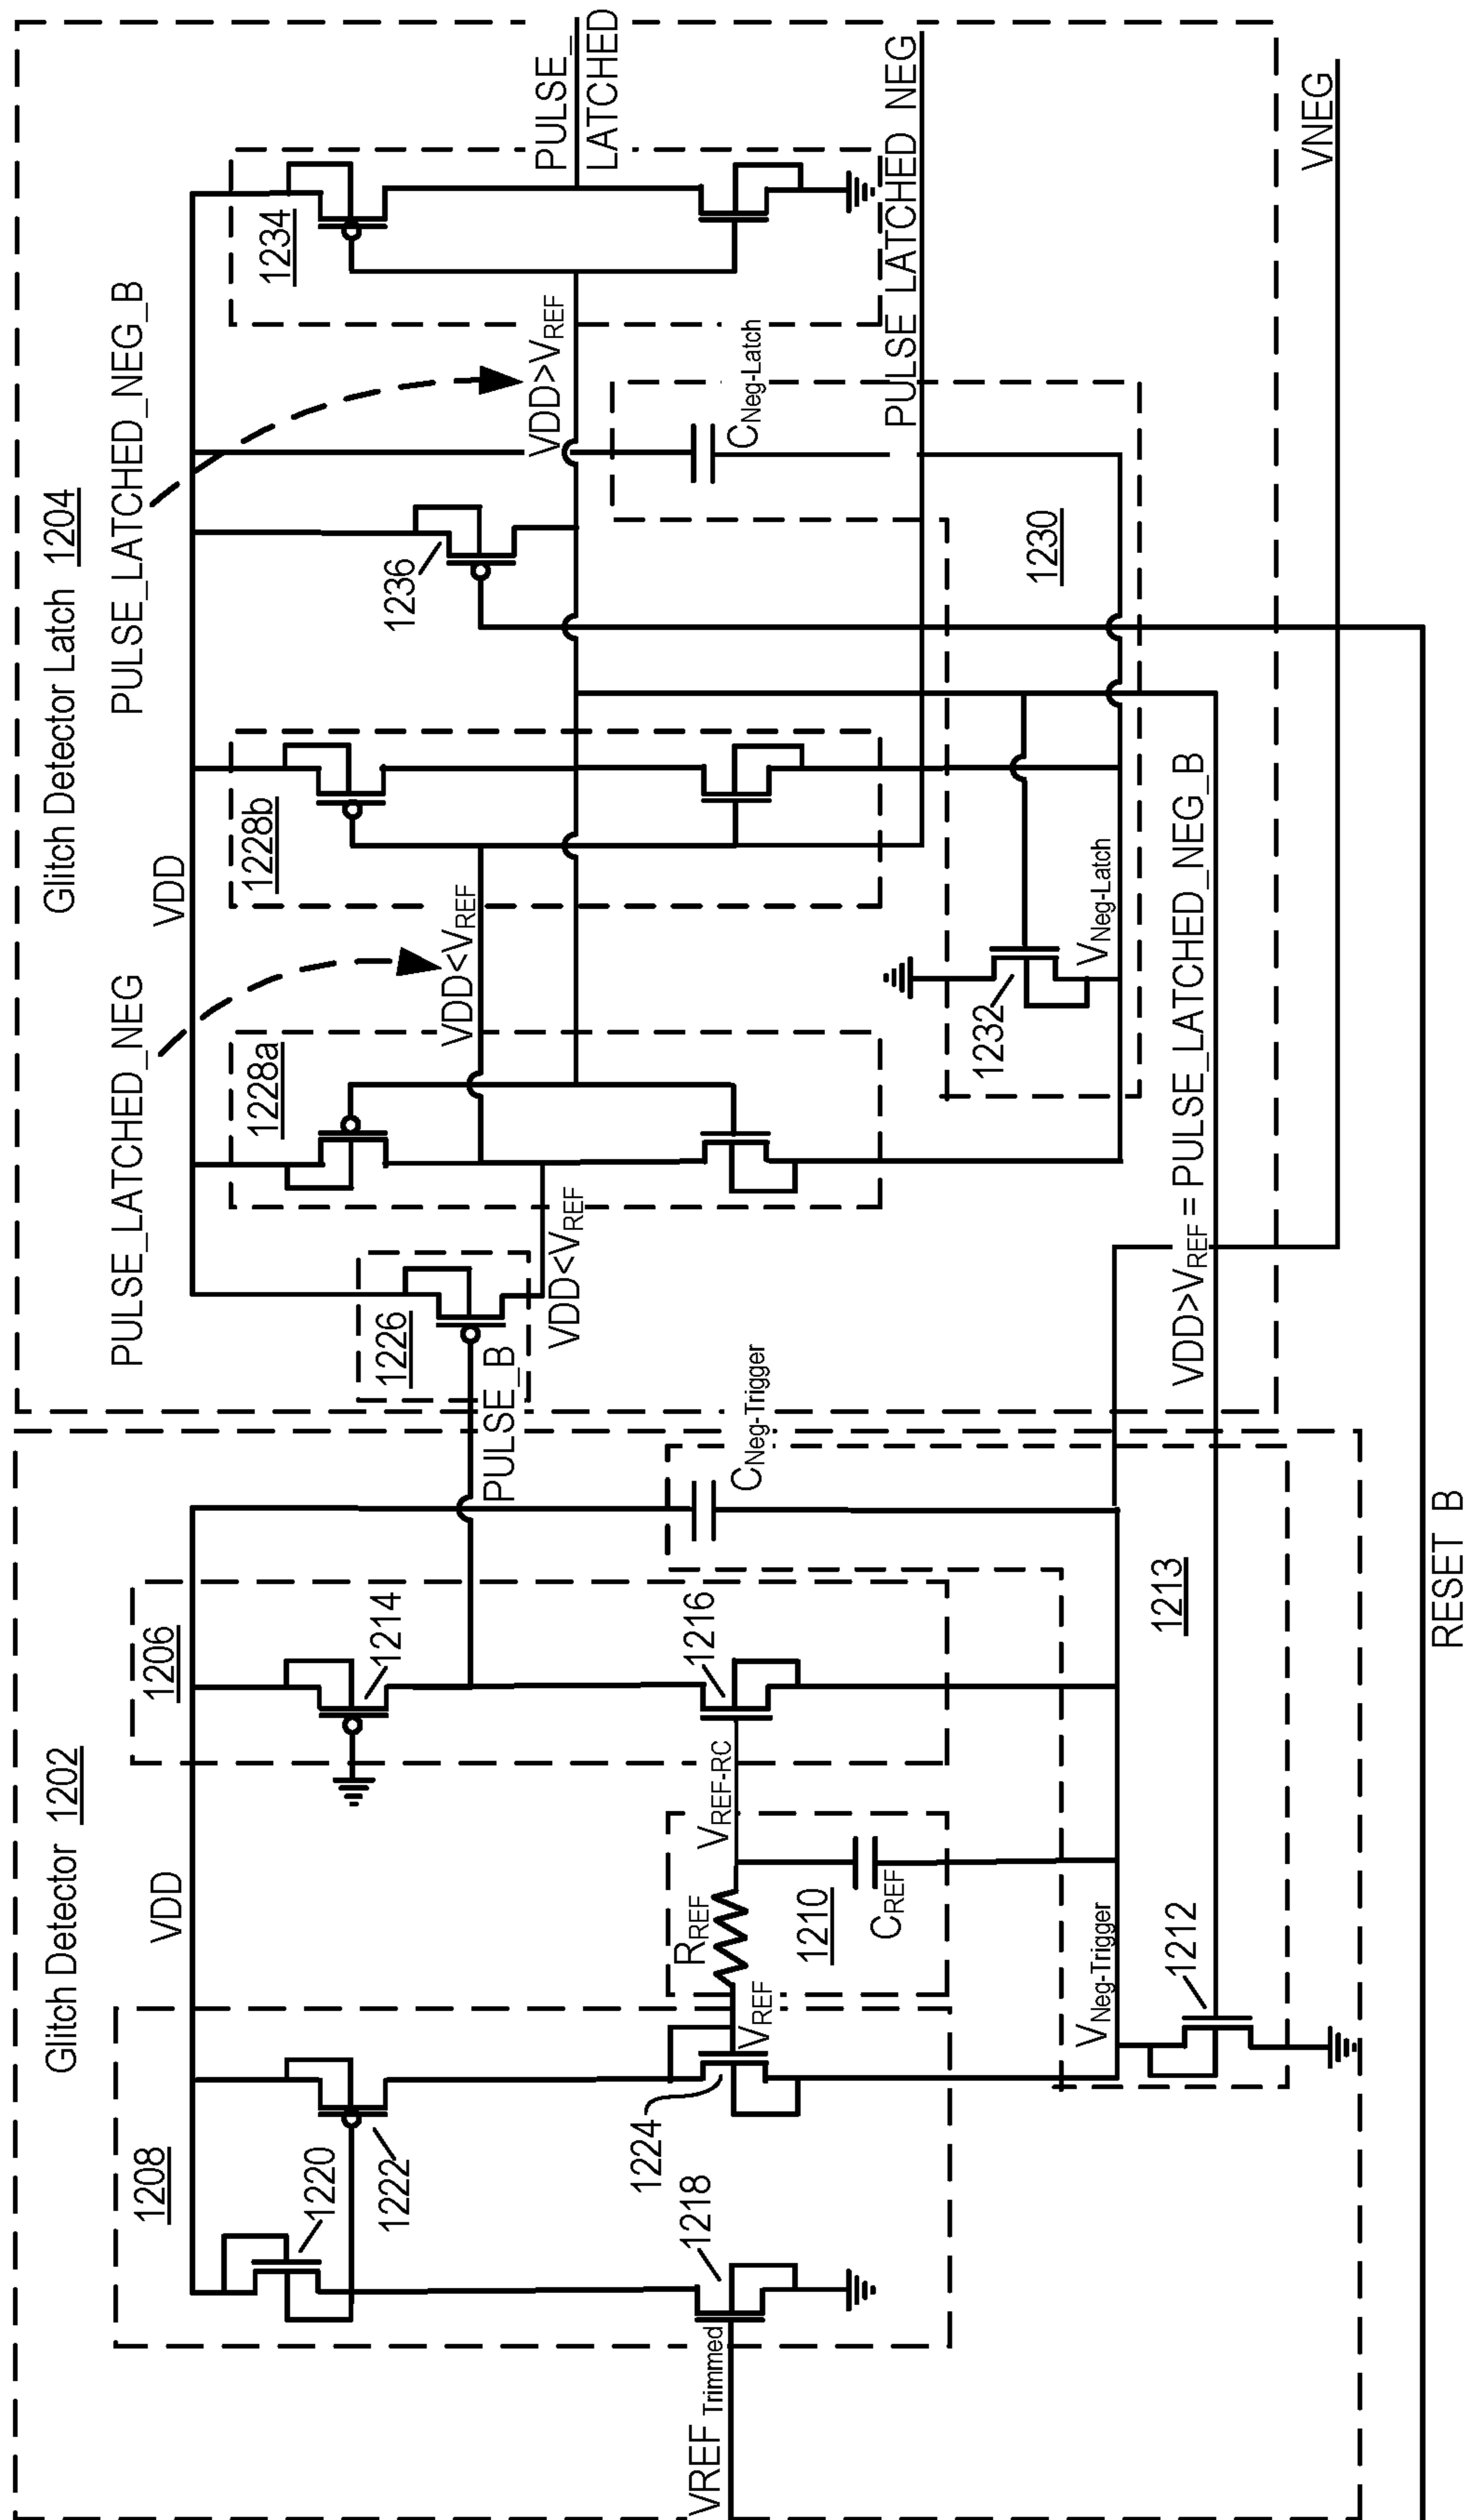 Glitch Detector 1202
VDD
1208
1220
1222
1224
1218
VREF Trimmed
VREF
RREF
1210
CREF
VREF-RC
1206
1214
1216
VNeg-Trigger
1212
1213
CNeg-Trigger
PULSE_B
RESET_B
Glitch Detector Latch 1204
PULSE_LATCHED_NEG
VDD
PULSE_LATCHED_NEG_B
1226
VDD<VREF
1228a
VDD<VREF
1228b
1236
VDD>VREF
1234
PULSE_
LATCHED
PULSE_LATCHED_NEG
CNeg-Latch
1230
1232
VNeg-Latch
VDD>VREF = PULSE_LATCHED_NEG_B
VNEG